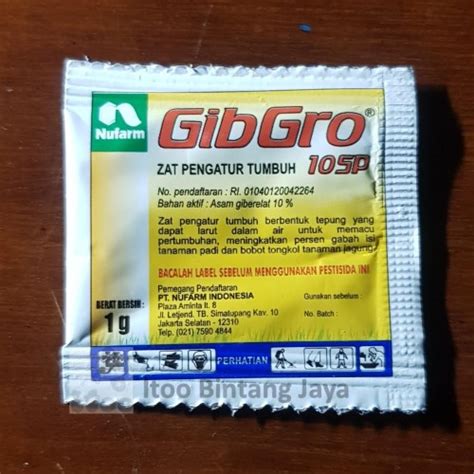 Nufarm
GibGro®
ZAT PENGATUR TUMBUH 10SP
No. pendaftaran : RI. 01040120042264
Bahan aktif : Asam giberelat 10 %
Zat pengatur tumbuh berbentuk tepung yang
dapat larut dalam air untuk memacu
pertumbuhan, meningkatkan persen gabah isi
tanaman padi dan bobot tongkol tanaman jagung.
BACALAH LABEL SEBELUM MENGGUNAKAN PESTISIDA INI
Pemegang Pendaftaran
PT. NUFARM INDONESIA
Plaza Aminta lt. 8
Jl. Letjend. TB. Simatupang Kav. 10
Jakarta Selatan - 12310
Telp. (021) 7590 4844
Gunakan sebelum :
No. Batch :
BERAT BERSIH :
1 g
PERHATIAN
Itoo Bintang Jaya